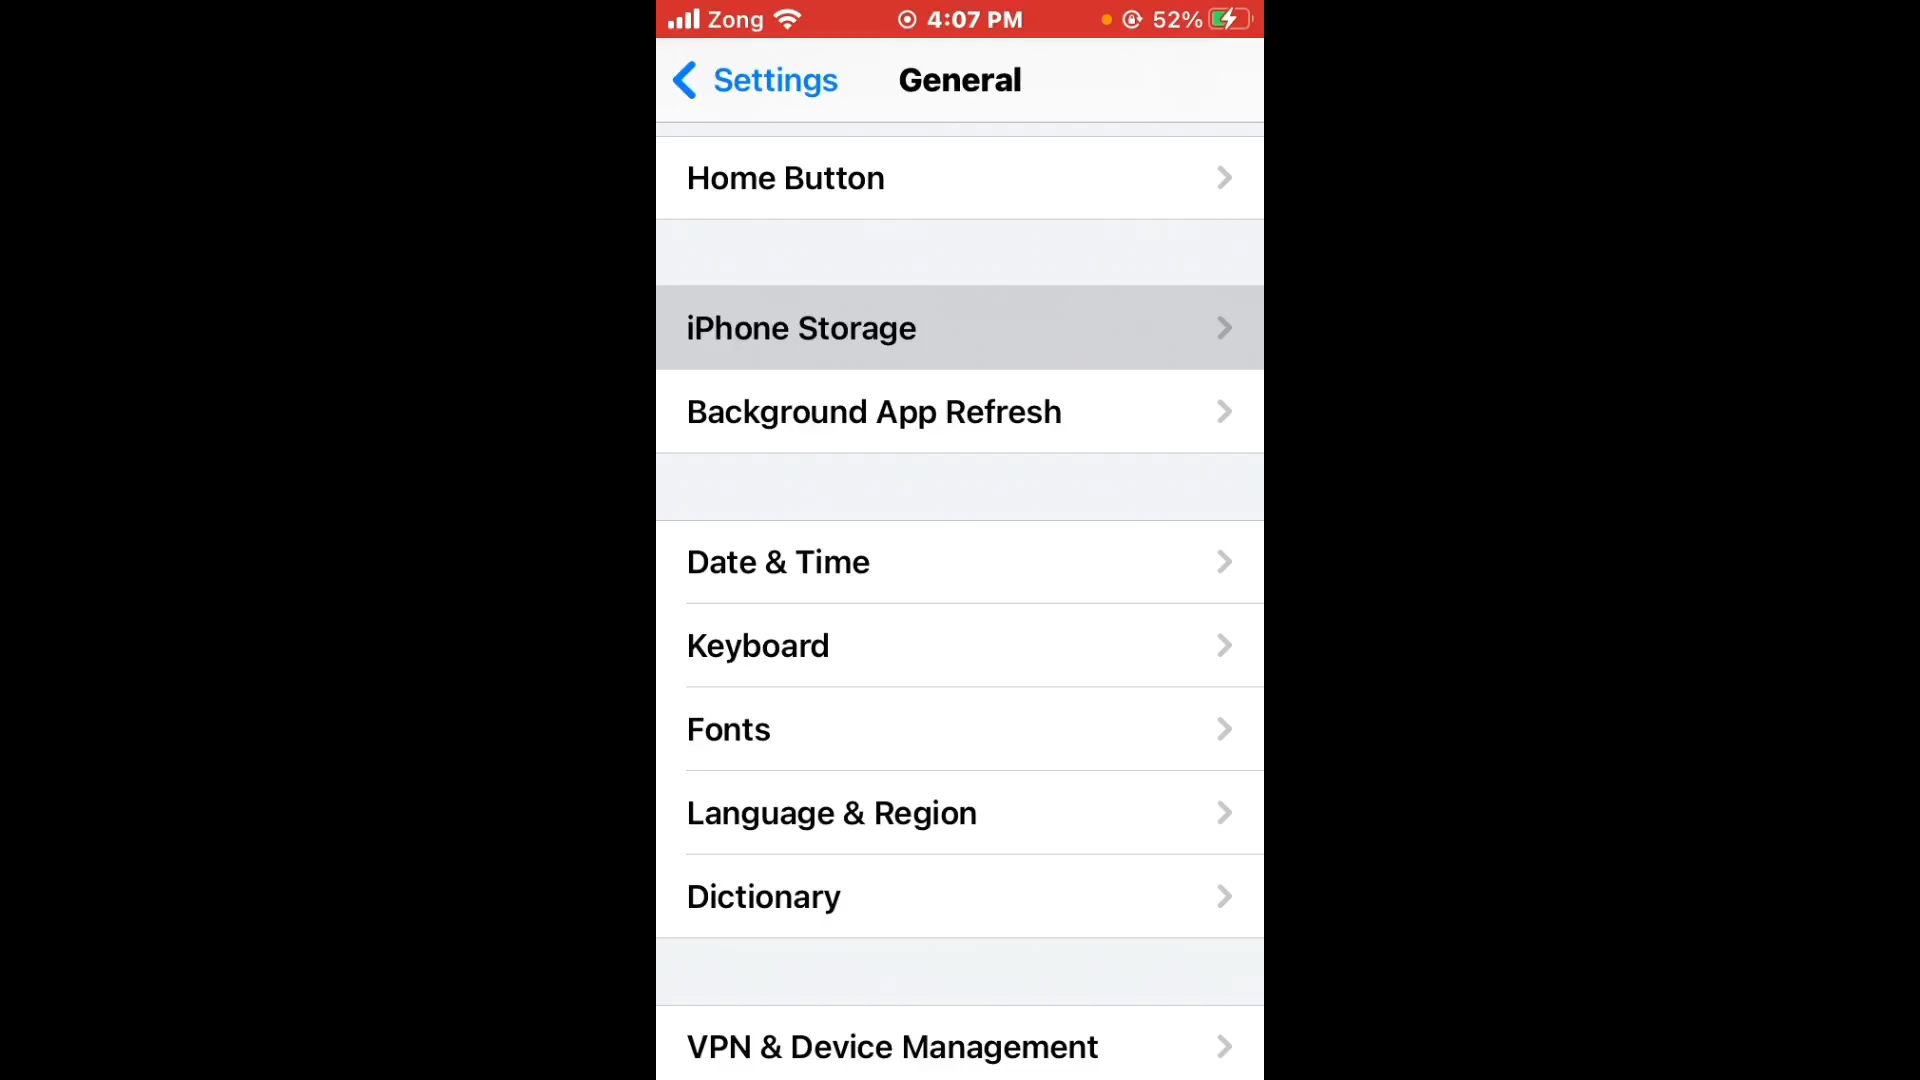 Zong 4:07 PM 52%
Settings General
Home Button
iPhone Storage
Background App Refresh
Date & Time
Keyboard
Fonts
Language & Region
Dictionary
VPN & Device Management